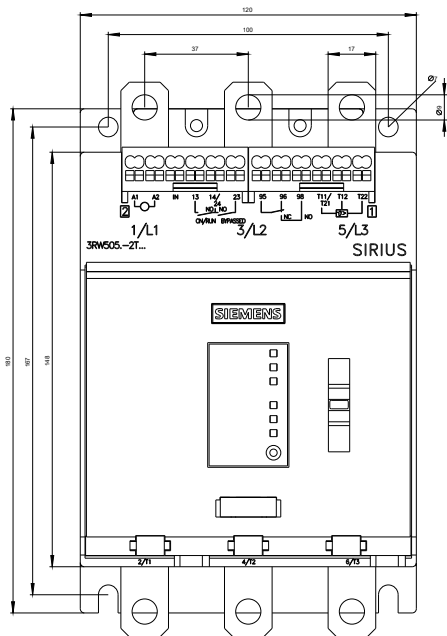 120
100
37
17
Ø7
Ø9
180
167
148
A1 A2 IN 13 14/ 23 95 96 98 T11/ T12 T22
24 T21
NO NO NC NO
ON/RUN BYPASSED
2 1
1/L1 3/L2 5/L3
3RW505.-2T...
SIRIUS
SIEMENS
2/T1 4/T2 6/T3